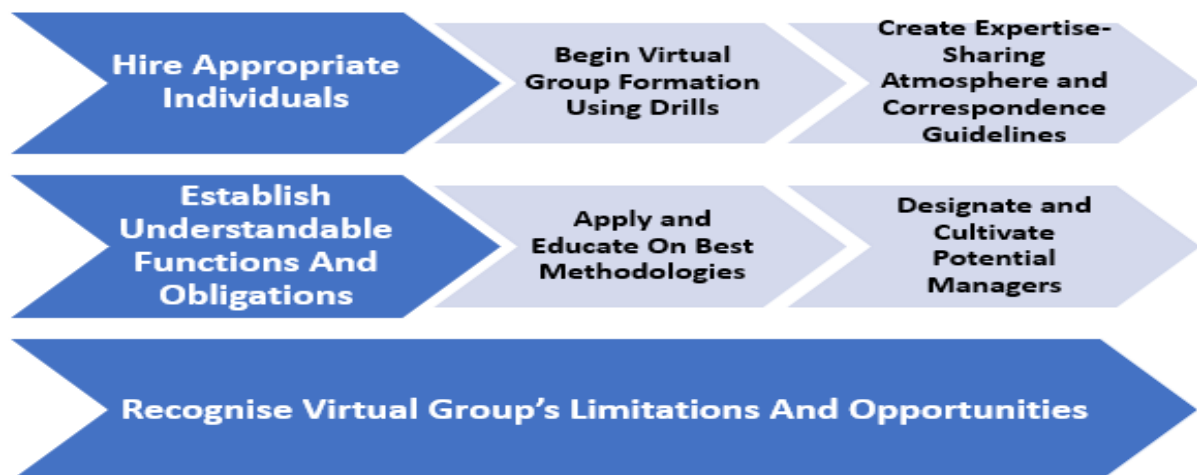 Hire Appropriate
Individuals
Begin Virtual
Group Formation
Using Drills
Create Expertise-
Sharing
Atmosphere and
Correspondence
Guidelines
Establish
Understandable
Functions And
Obligations
Apply and
Educate On Best
Methodologies
Designate and
Cultivate
Potential
Managers
Recognise Virtual Group’s Limitations And Opportunities